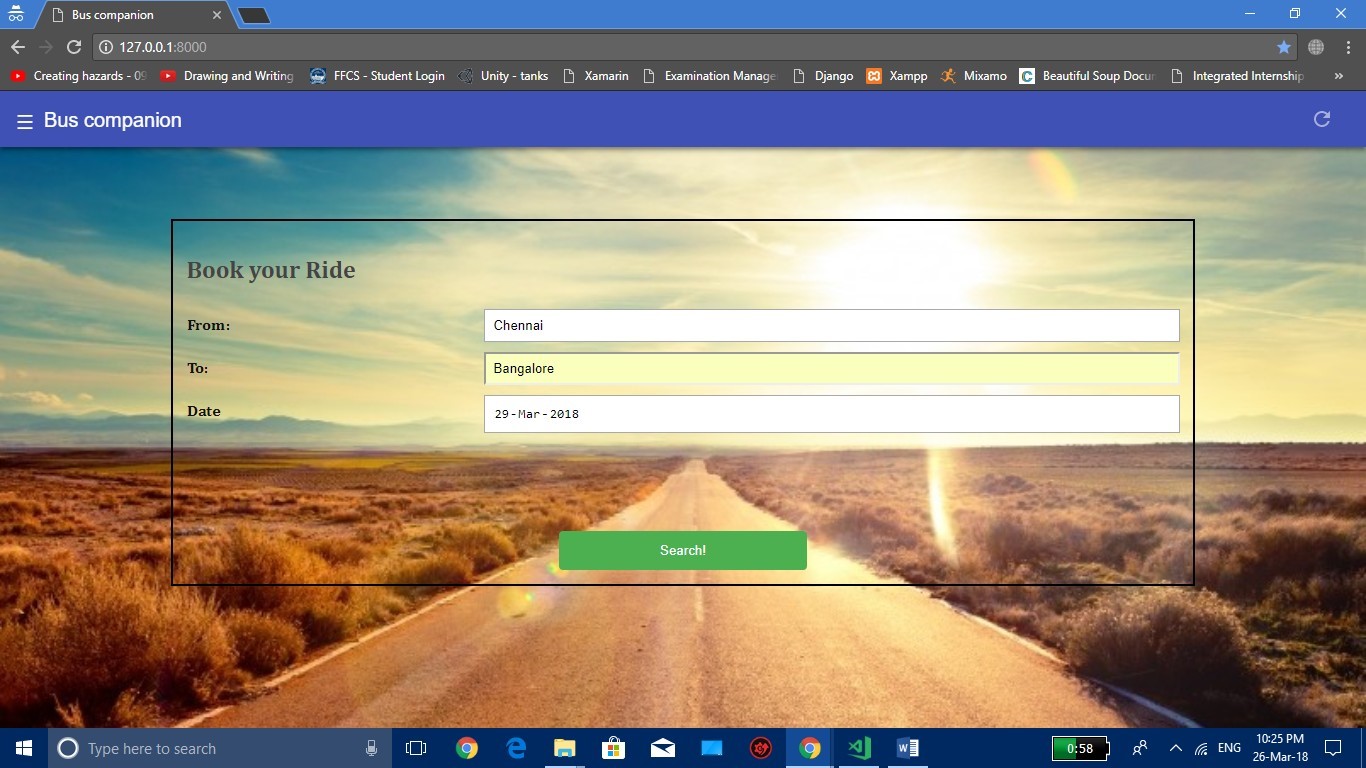 Bus companion
127.0.0.1:8000
Creating hazards - 09 Drawing and Writing FFCS - Student Login Unity - tanks Xamarin Examination Manage Django Xampp Mixamo Beautiful Soup Docu Integrated Internship »
Bus companion
Book your Ride
From: Chennai
To: Bangalore
Date 29-Mar-2018
Search!
Type here to search
0:58
ENG
10:25 PM
26-Mar-18